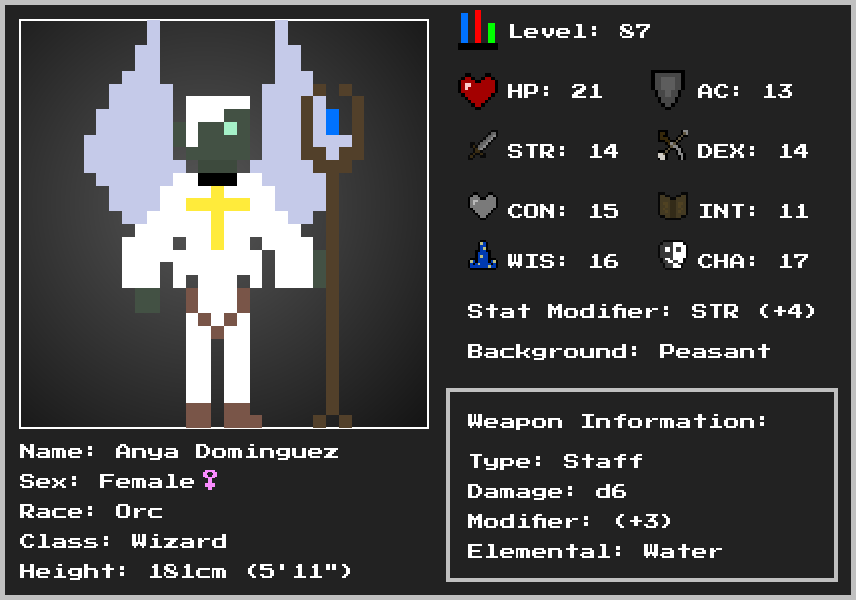 Level: 87
HP: 21 AC: 13
STR: 14 DEX: 14
CON: 15 INT: 11
WIS: 16 CHA: 17
Stat Modifier: STR (+4)
Background: Peasant
Weapon Information:
Type: Staff
Damage: d6
Modifier: (+3)
Elemental: Water
Name: Anya Dominguez
Sex: Female♀
Race: Orc
Class: Wizard
Height: 181cm (5'11")